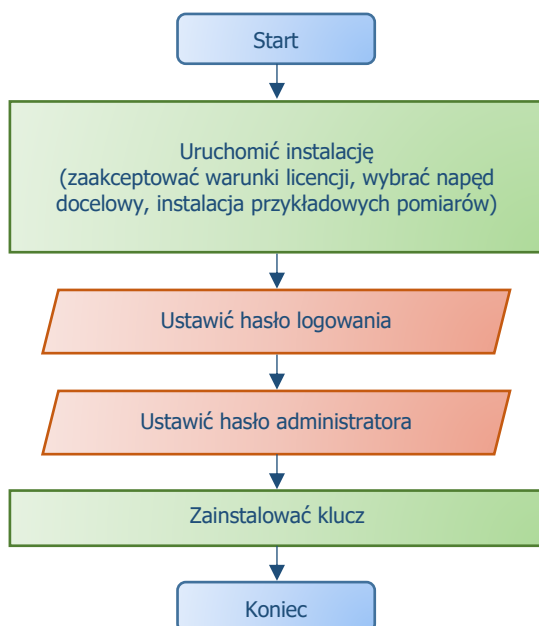 Start
Uruchomić instalację
(zaakceptować warunki licencji, wybrać napęd
docelowy, instalacja przykładowych pomiarów)
Ustawić hasło logowania
Ustawić hasło administratora
Zainstalować klucz
Koniec